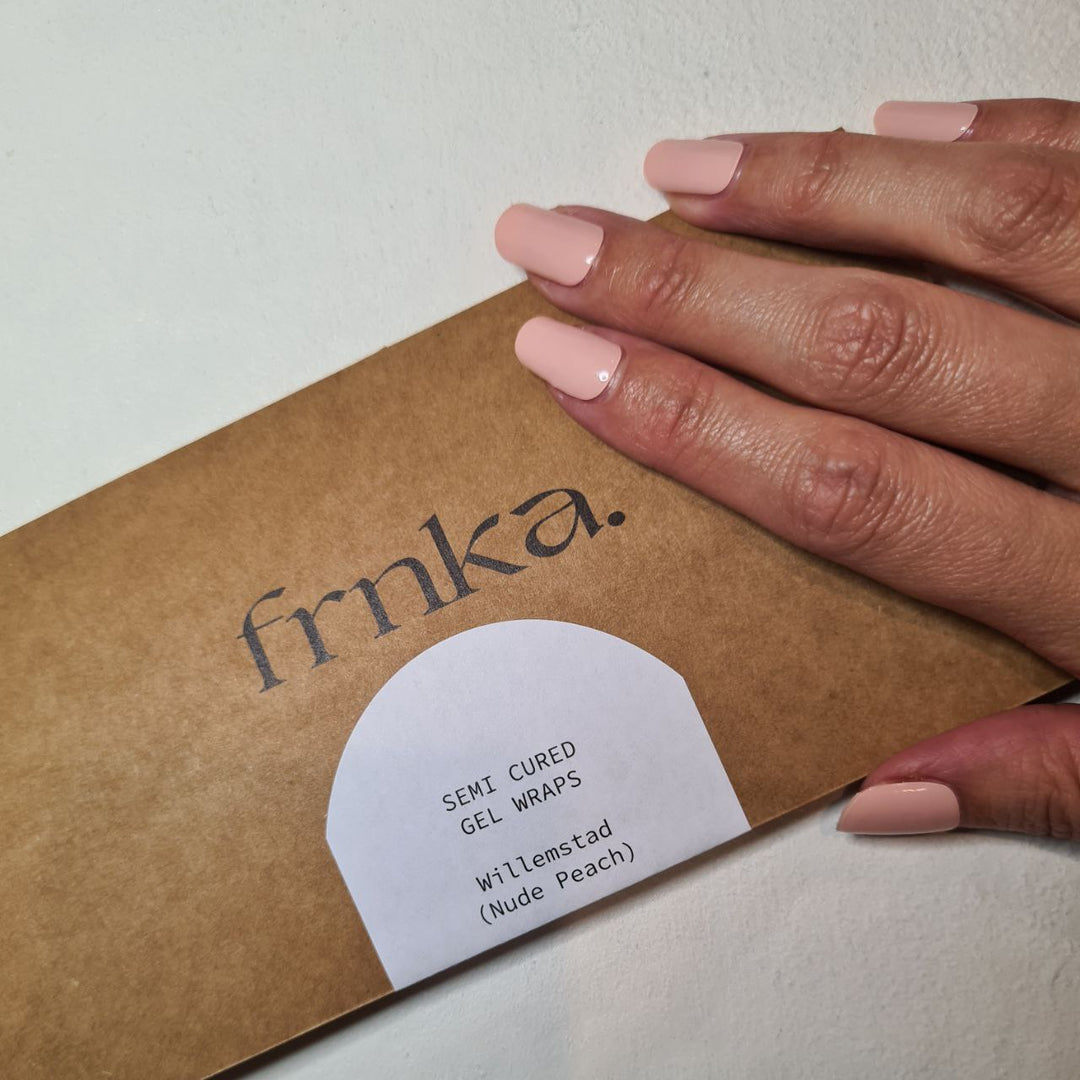 frnka.
SEMI CURED
GEL WRAPS
Willemstad
(Nude Peach)